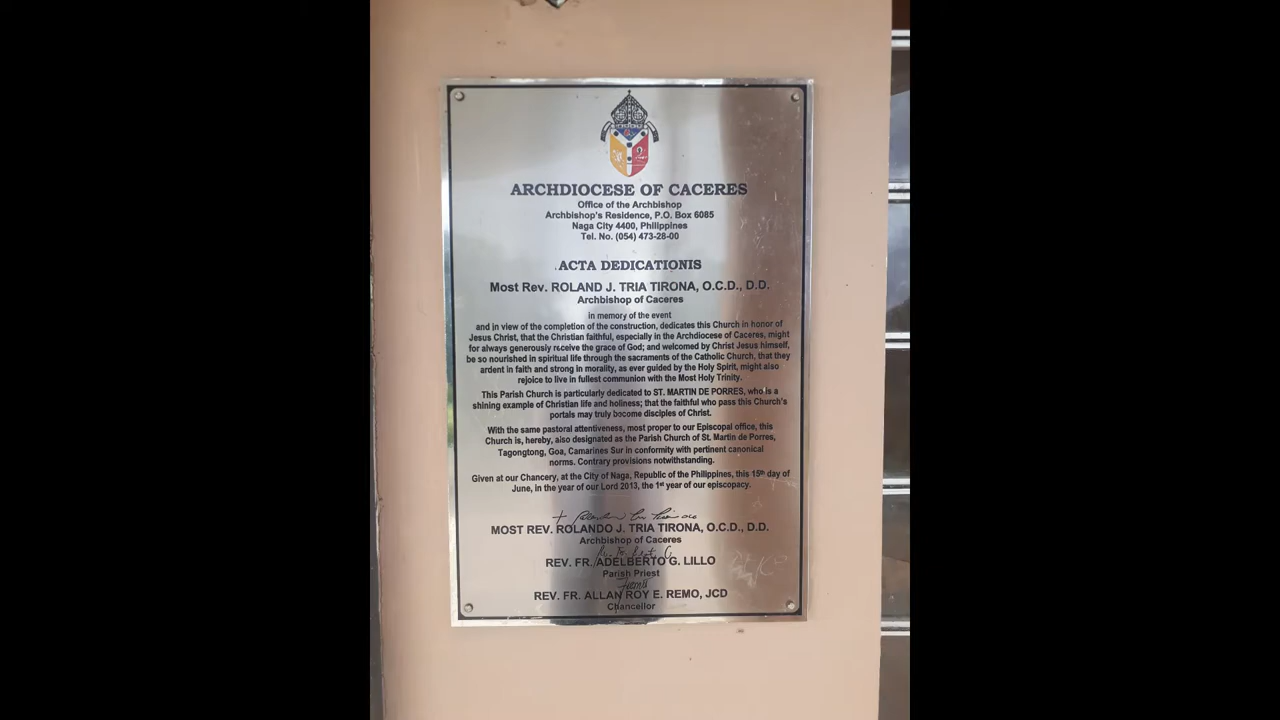 ARCHDIOCESE OF CACERES
Office of the Archbishop
Archbishop's Residence, P.O. Box 6085
Naga City 4400, Philippines
Tel. No. (054) 473-28-00
ACTA DEDICATIONIS
Most Rev. ROLAND J. TRIA TIRONA, O.C.D., D.D.
Archbishop of Caceres
in memory of the event
and in view of the completion of the construction, dedicates this Church in honor of
Jesus Christ, that the Christian faithful, especially in the Archdiocese of Caceres, might
for always generously receive the grace of God; and welcomed by Christ Jesus himself,
be so nourished in spiritual life through the sacraments of the Catholic Church, that they
ardent in faith and strong in morality, as ever guided by the Holy Spirit, might also
rejoice to live in fullest communion with the Most Holy Trinity.
This Parish Church is particularly dedicated to ST. MARTIN DE PORRES, who is a
shining example of Christian life and holiness; that the faithful who pass this Church's
portals may truly become disciples of Christ.
With the same pastoral attentiveness, most proper to our Episcopal office, this
Church is, hereby, also designated as the Parish Church of St. Martin de Porres,
Tagongtong, Goa, Camarines Sur in conformity with pertinent canonical
norms. Contrary provisions notwithstanding.
Given at our Chancery, at the City of Naga, Republic of the Philippines, this 15th day of
June, in the year of our Lord 2013, the 1st year of our episcopacy.
MOST REV. ROLANDO J. TRIA TIRONA, O.C.D., D.D.
Archbishop of Caceres
REV. FR. ADELBERTO G. LILLO
Parish Priest
REV. FR. ALLAN ROY E. REMO, JCD
Chancellor